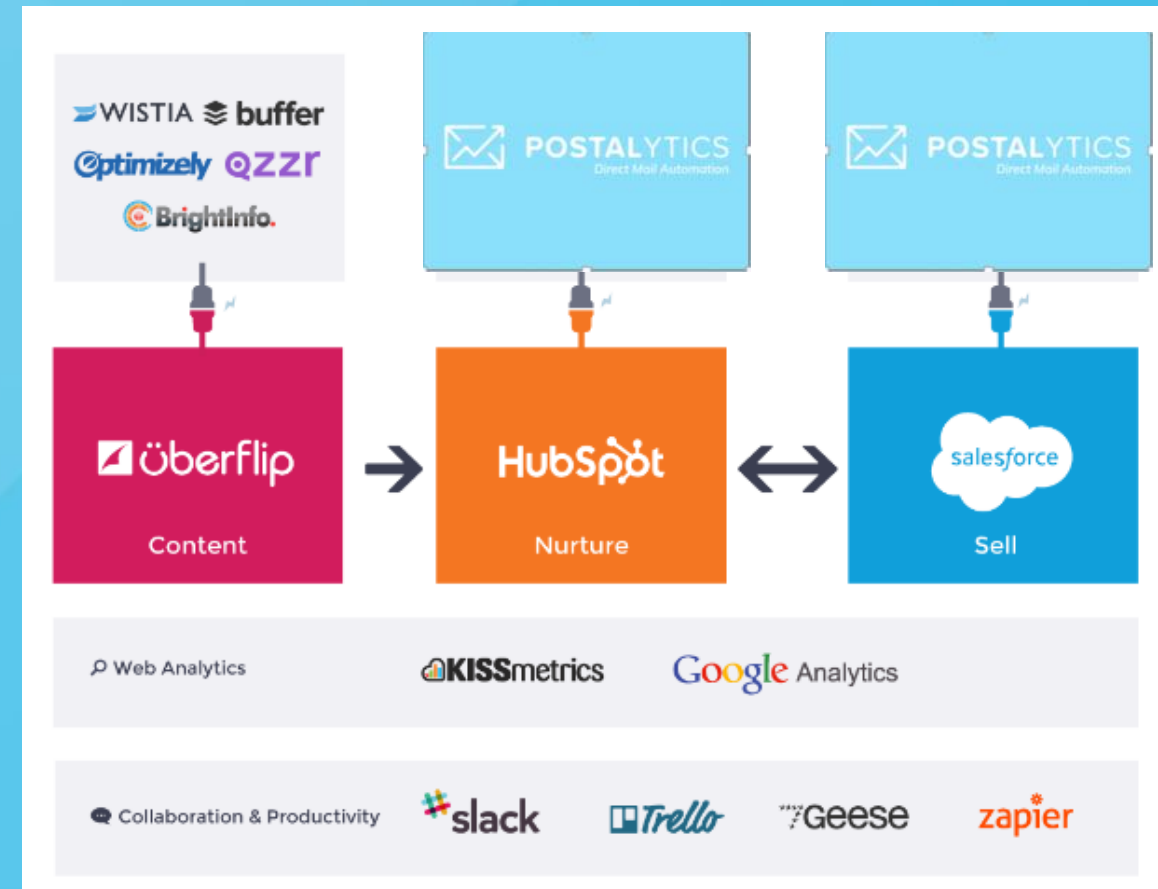 WISTIA buffer
Optimizely QZZR
BrightInfo.
POSTALYTICS
Direct Mail Automation
POSTALYTICS
Direct Mail Automation
überflip
Content
HubSpot
Nurture
salesforce
Sell
Web Analytics KISSmetrics Google Analytics
Collaboration & Productivity slack Trello 7Geese zapier